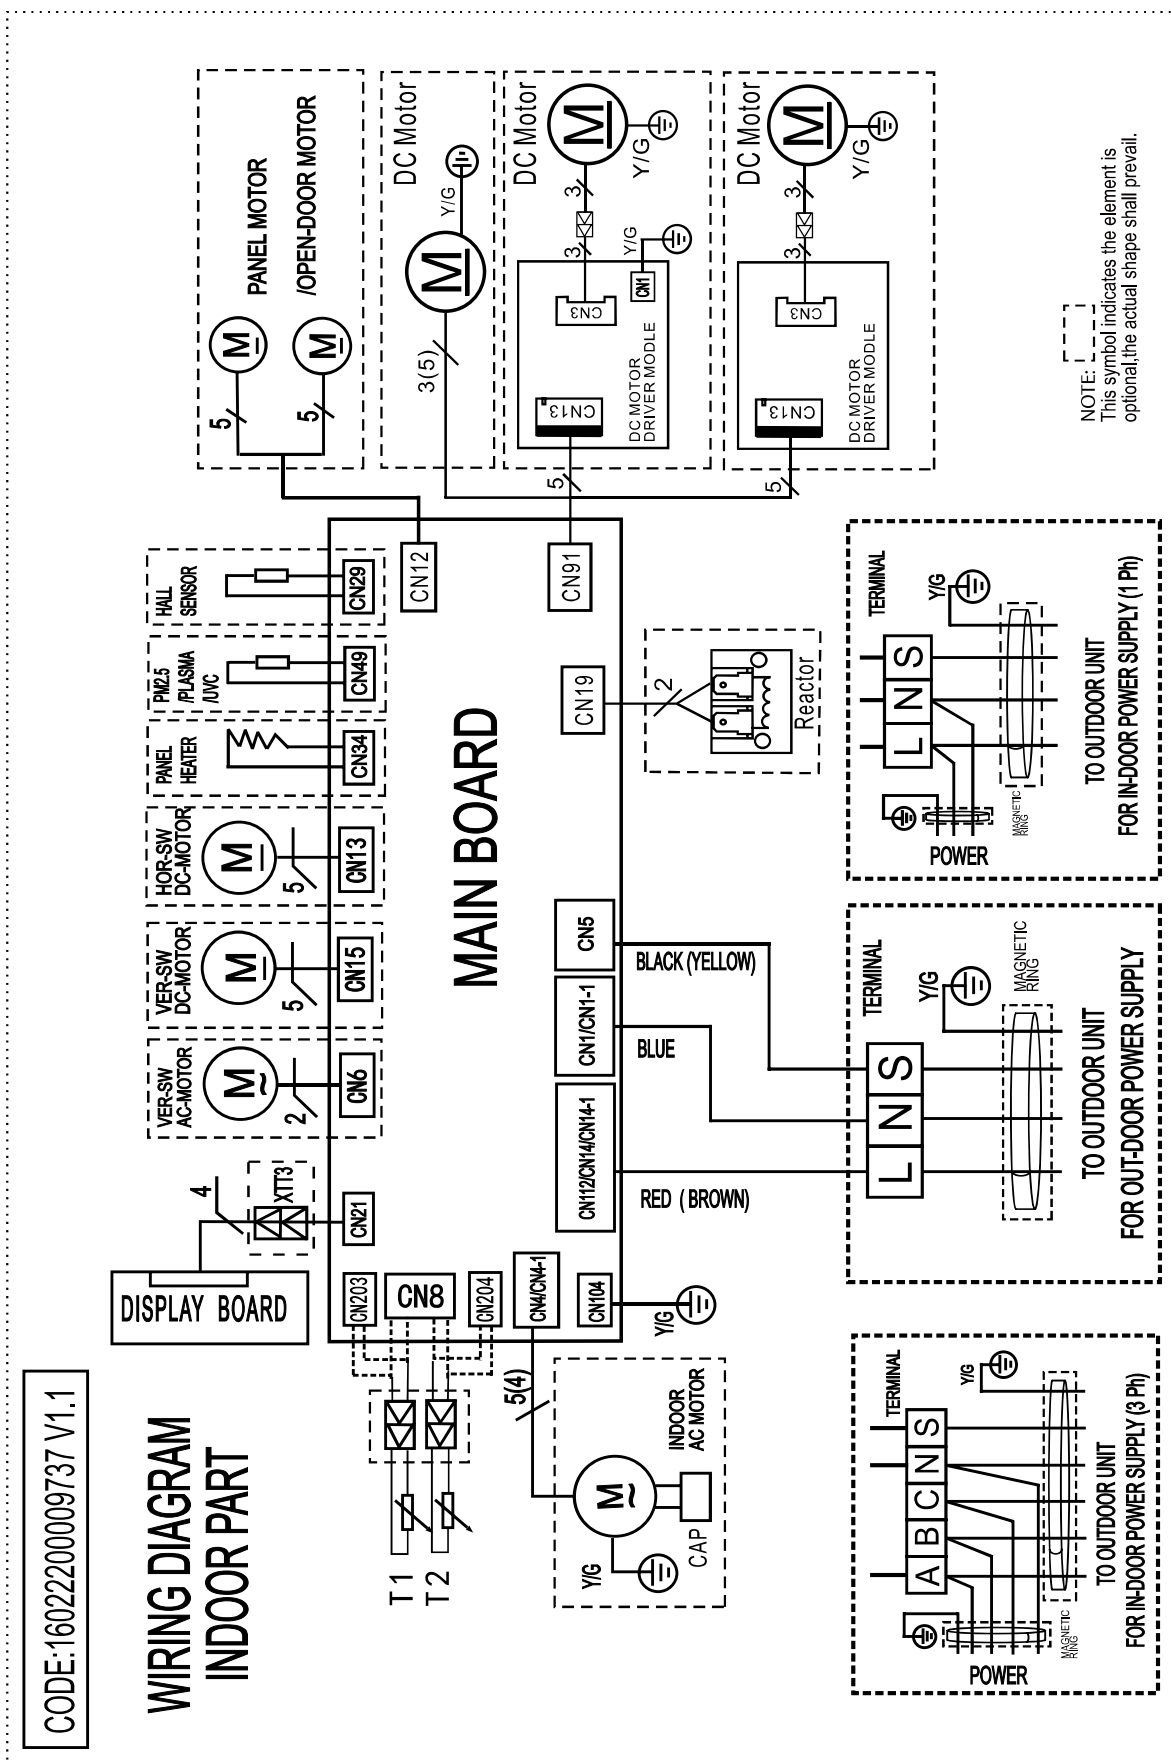 CODE:16022200009737 V1.1
WIRING DIAGRAM
INDOOR PART
DISPLAY BOARD
4
XTT3
CN21
VER-SW
AC-MOTOR
M
~
2
CN6
VER-SW
DC-MOTOR
M
5
CN15
HOR-SW
DC-MOTOR
M
5
CN13
PANEL
HEATER
CN34
PM2.5
/PLASMA
/UVC
CN49
HALL
SENSOR
CN29
PANEL MOTOR
/OPEN-DOOR MOTOR
M
M
5
5
CN12
DC Motor
M
Y/G
3(5)
DC Motor
M
Y/G
3
3
Y/G
CN1
CN3
CN13
DC MOTOR
DRIVER MODLE
5
DC Motor
M
Y/G
3
3
CN3
CN13
DC MOTOR
DRIVER MODLE
5
CN91
CN19
2
Reactor
MAIN BOARD
CN203
CN8
CN204
CN4/CN4-1
CN104
Y/G
CN112/CN14/CN14-1
CN1/CN1-1
CN5
RED ( BROWN)
BLUE
BLACK (YELLOW)
T1
T2
5(4)
INDOOR
AC MOTOR
M
~
Y/G
CAP
TERMINAL
A
B
C
N
S
Y/G
POWER
MAGNETIC
RING
TO OUTDOOR UNIT
FOR IN-DOOR POWER SUPPLY (3 Ph)
TERMINAL
L
N
S
Y/G
MAGNETIC
RING
TO OUTDOOR UNIT
FOR OUT-DOOR POWER SUPPLY
TERMINAL
L
N
S
Y/G
POWER
MAGNETIC
RING
TO OUTDOOR UNIT
FOR IN-DOOR POWER SUPPLY (1 Ph)
NOTE:
This symbol indicates the element is
optional,the actual shape shall prevail.